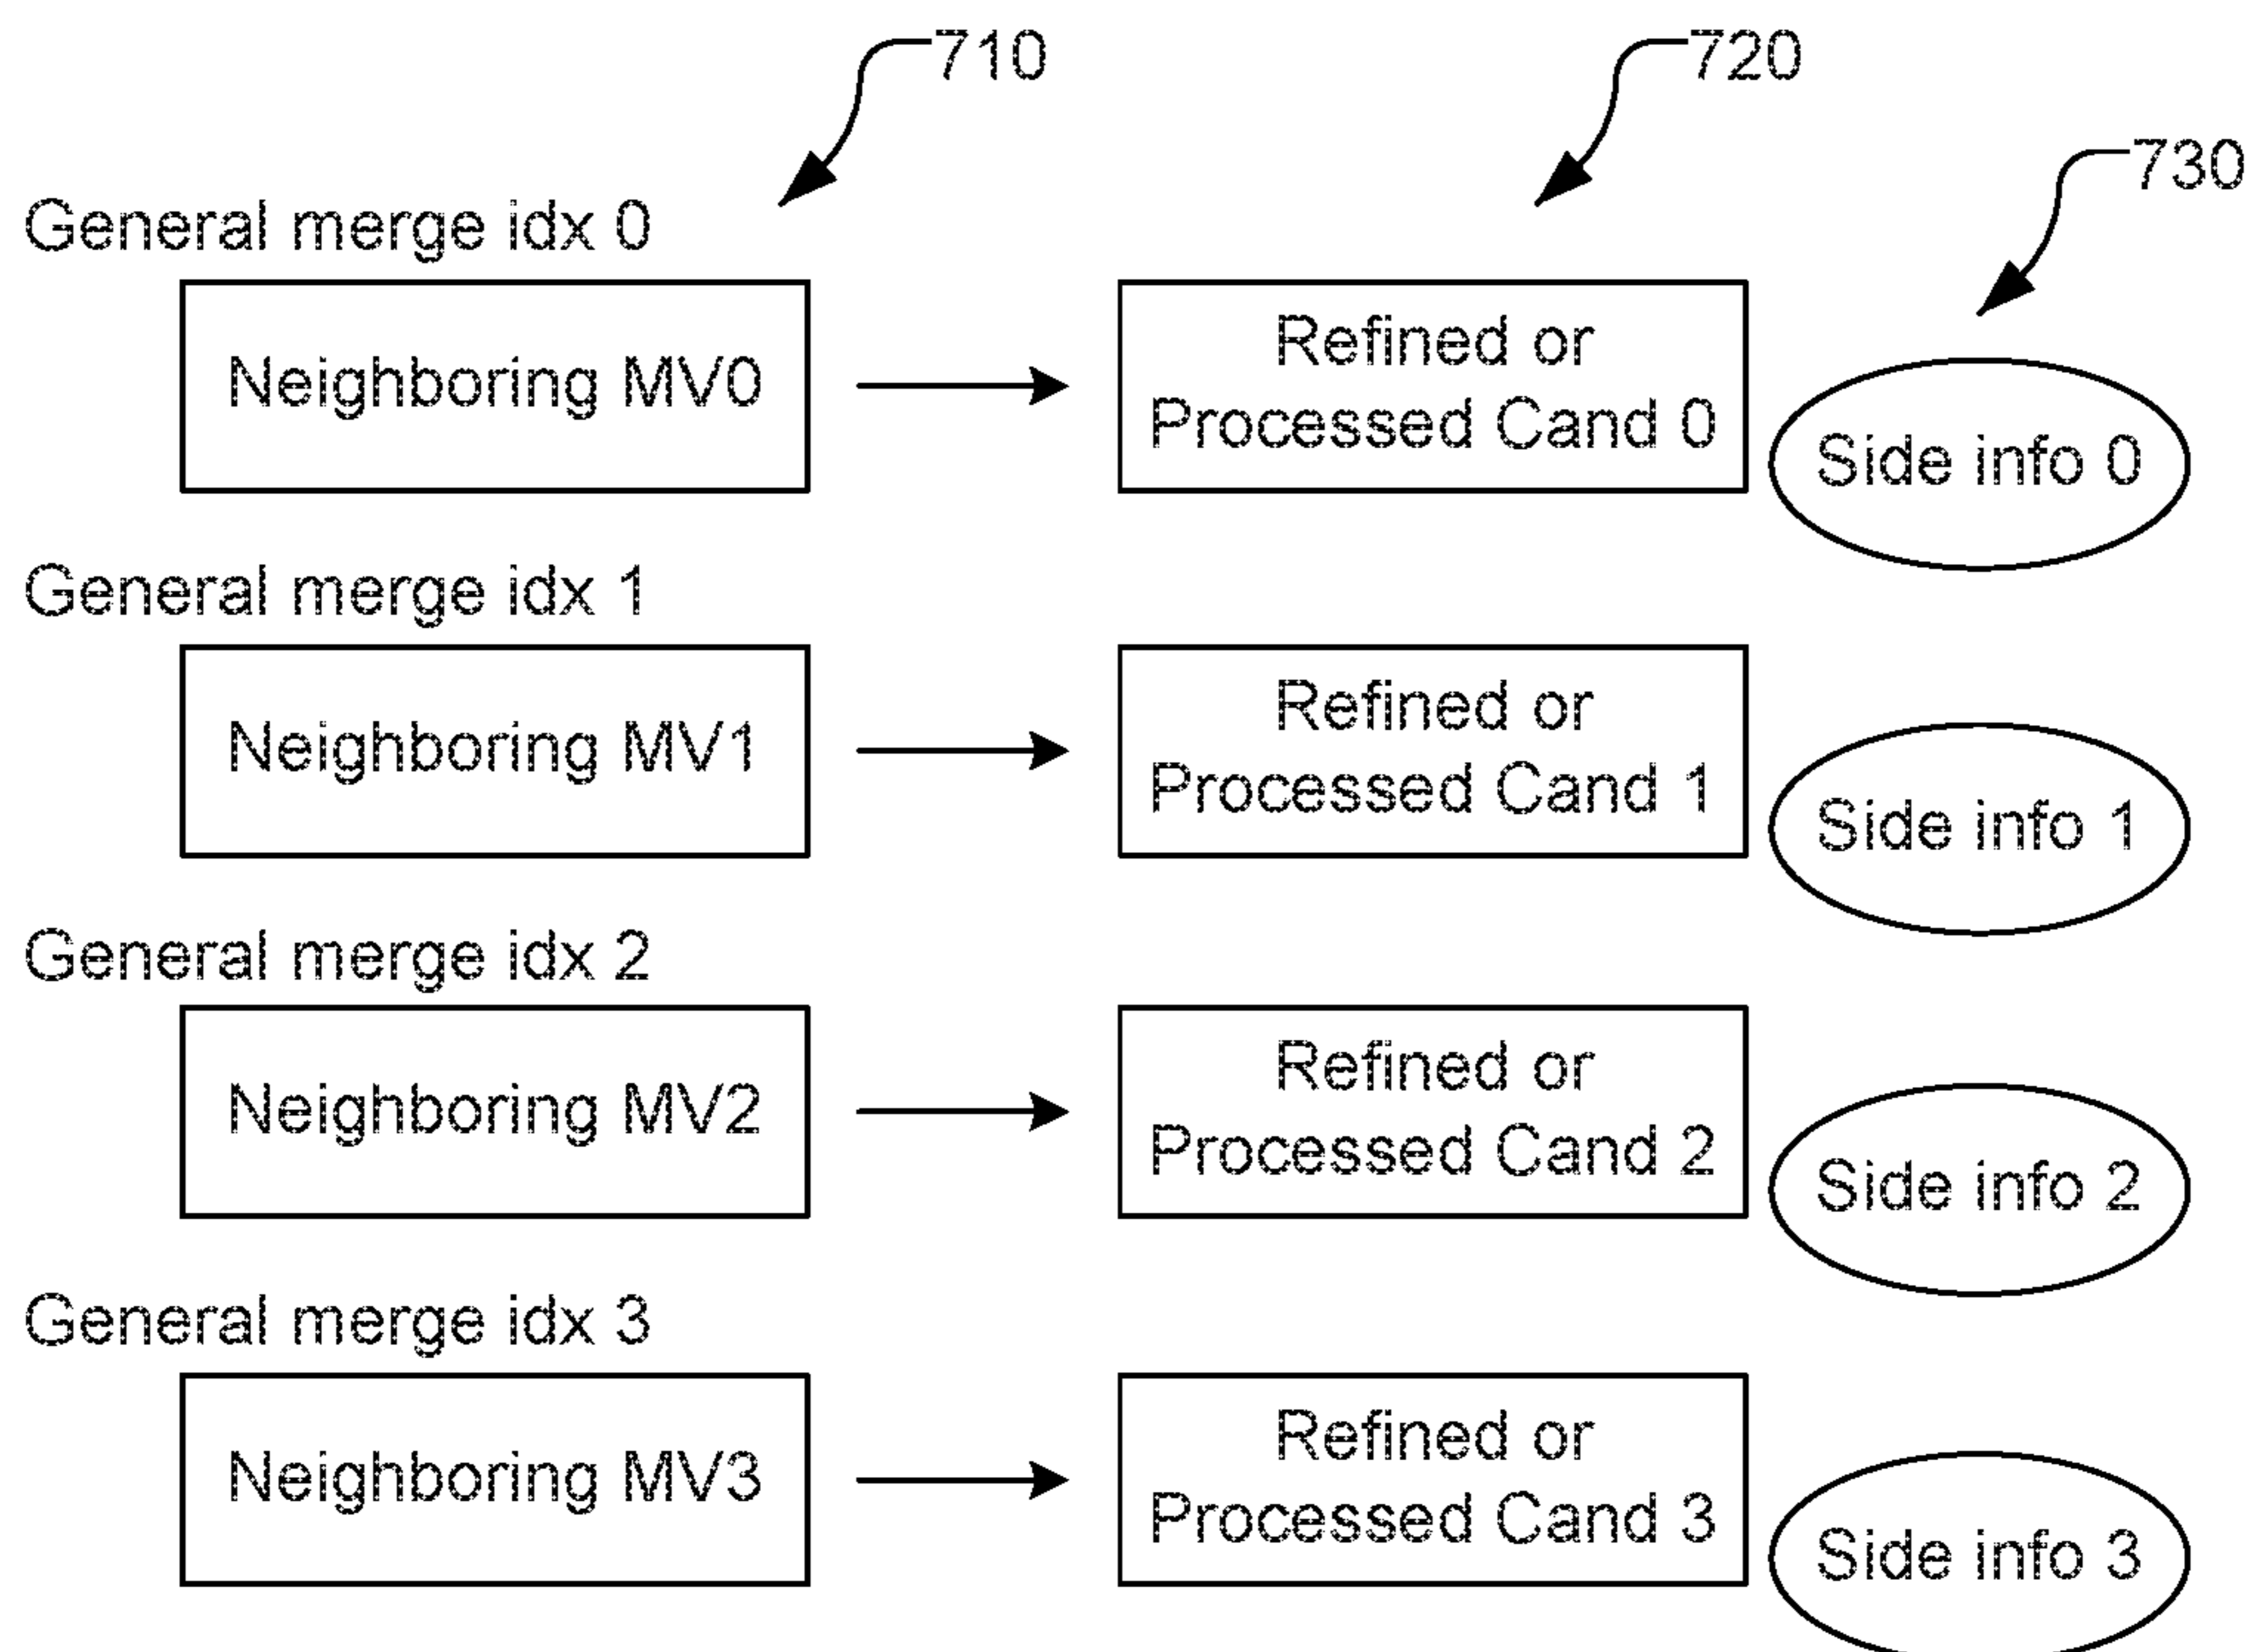 710
720
730
General merge idx 0
Neighboring MV0
Refined or
Processed Cand 0
Side info 0
General merge idx 1
Neighboring MV1
Refined or
Processed Cand 1
Side info 1
General merge idx 2
Neighboring MV2
Refined or
Processed Cand 2
Side info 2
General merge idx 3
Neighboring MV3
Refined or
Processed Cand 3
Side info 3